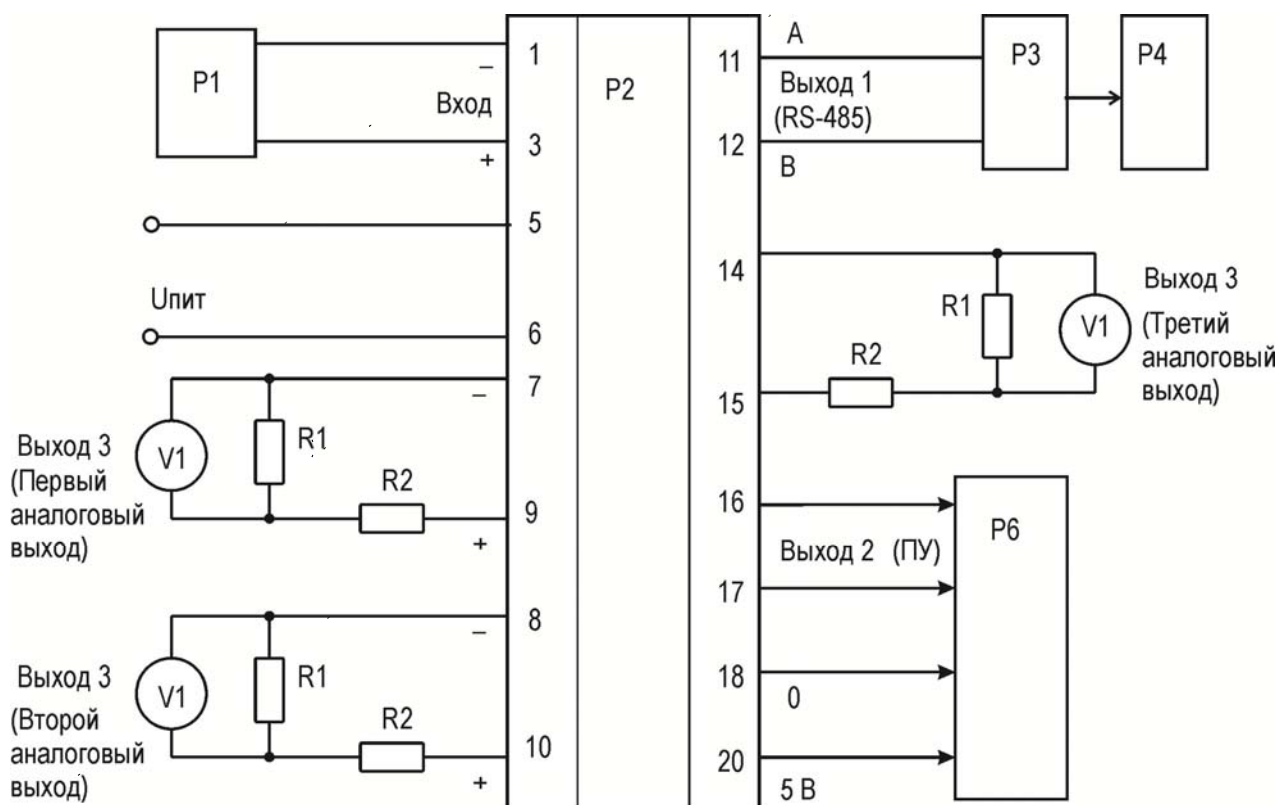 P1
–
Вход
+
1
3
5
Uпит
6
7
–
V1
R1
R2
Выход 3
(Первый
аналоговый
выход)
9
+
8
–
V1
R1
R2
Выход 3
(Второй
аналоговый
выход)
10
+
P2
11
A
Выход 1
(RS-485)
12
B
P3
P4
14
R1
V1
R2
15
Выход 3
(Третий
аналоговый
выход)
16
Выход 2 (ПУ)
17
18
0
20
5 В
P6